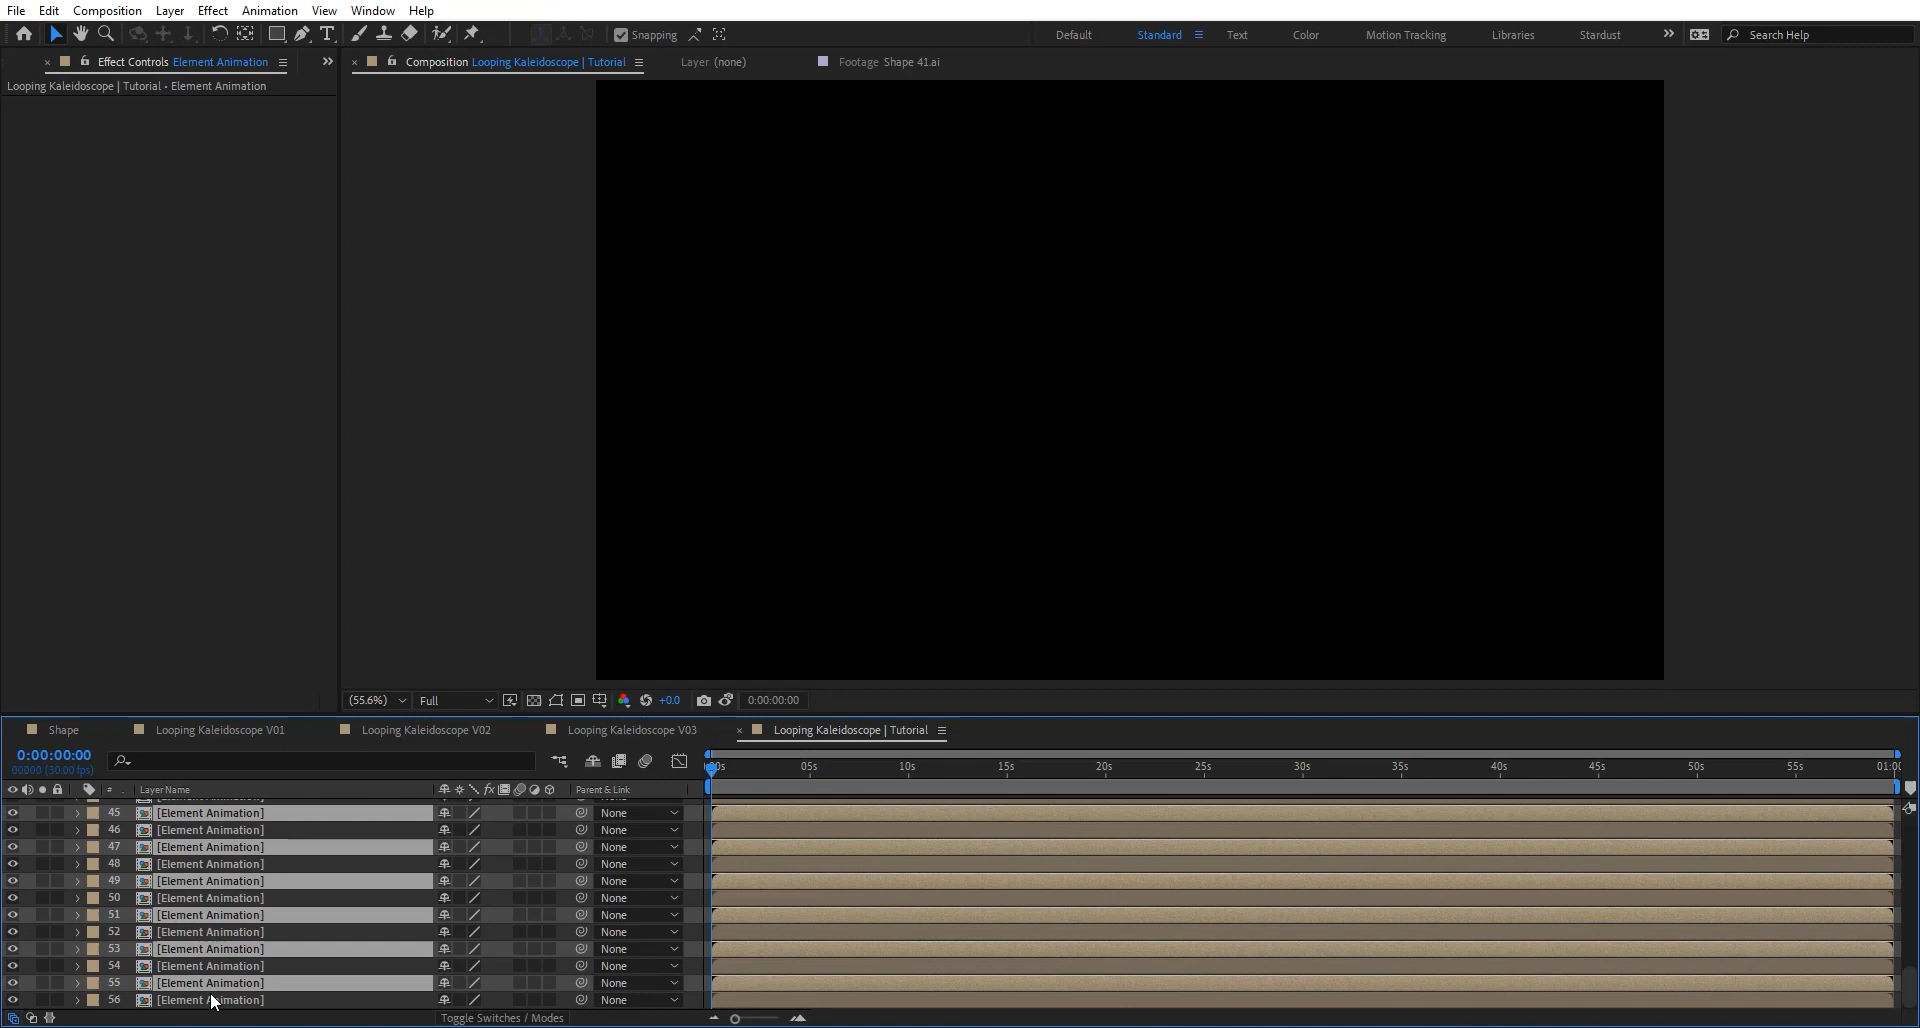 File Edit Composition Layer Effect Animation View Window Help
Snapping Default Standard Text Color Motion Tracking Libraries Stardust Search Help
Effect Controls Element Animation Composition Looping Kaleidoscope | Tutorial Layer (none) Footage Shape 41.ai
Looping Kaleidoscope | Tutorial • Element Animation
(55.6%) Full +0.0 0:00:00:00
Shape Looping Kaleidoscope V01 Looping Kaleidoscope V02 Looping Kaleidoscope V03 Looping Kaleidoscope | Tutorial
0:00:00:00
00000 (30.00 fps) 05s 10s 15s 20s 25s 30s 35s 40s 45s 50s 55s
# Layer Name fx Parent & Link
45 [Element Animation] None
46 [Element Animation] None
47 [Element Animation] None
48 [Element Animation] None
49 [Element Animation] None
50 [Element Animation] None
51 [Element Animation] None
52 [Element Animation] None
53 [Element Animation] None
54 [Element Animation] None
55 [Element Animation] None
56 [Element Animation] None
Toggle Switches / Modes